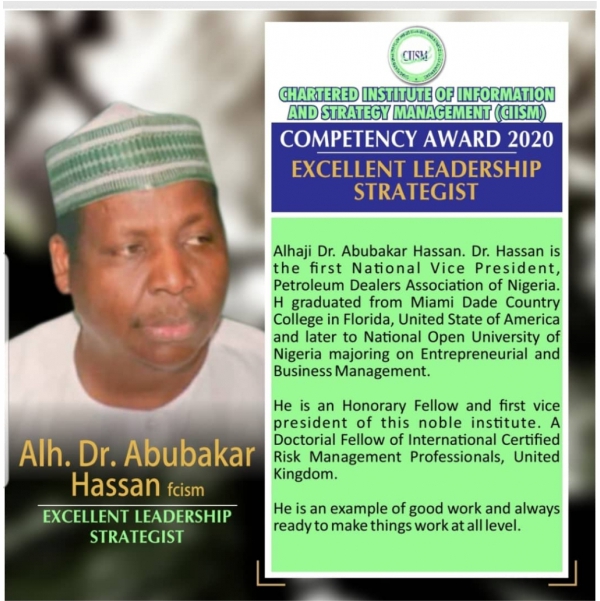 CIISM
CHARTERED INSTITUTE OF INFORMATION
AND STRATEGY MANAGEMENT (CIISM)
COMPETENCY AWARD 2020
EXCELLENT LEADERSHIP
STRATEGIST
Alhaji Dr. Abubakar Hassan. Dr. Hassan is
the first National Vice President,
Petroleum Dealers Association of Nigeria.
H graduated from Miami Dade Country
College in Florida, United State of America
and later to National Open University of
Nigeria majoring on Entrepreneurial and
Business Management.
He is an Honorary Fellow and first vice
president of this noble institute. A
Doctorial Fellow of International Certified
Risk Management Professionals, United
Kingdom.
He is an example of good work and always
ready to make things work at all level.
Alh. Dr. Abubakar
Hassan fcism
EXCELLENT LEADERSHIP
STRATEGIST